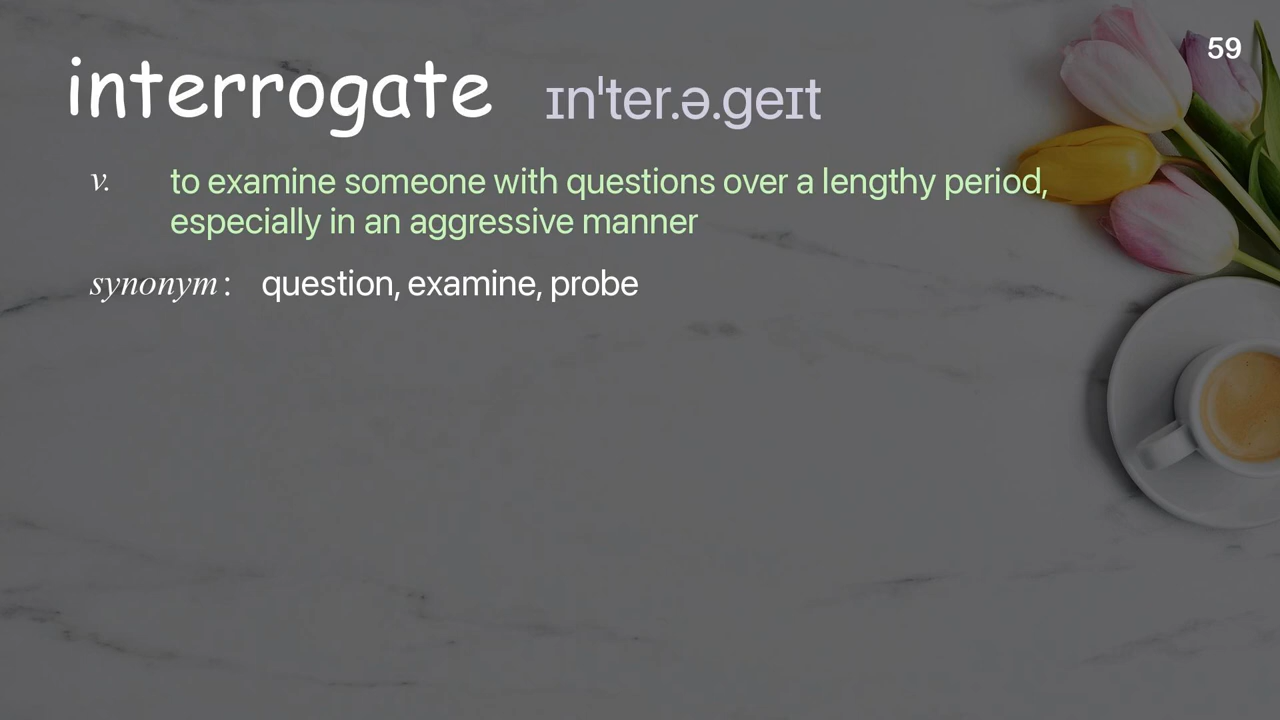 59
interrogate ɪnˈter.ə.geɪt
v. to examine someone with questions over a lengthy period,
especially in an aggressive manner
synonym : question, examine, probe